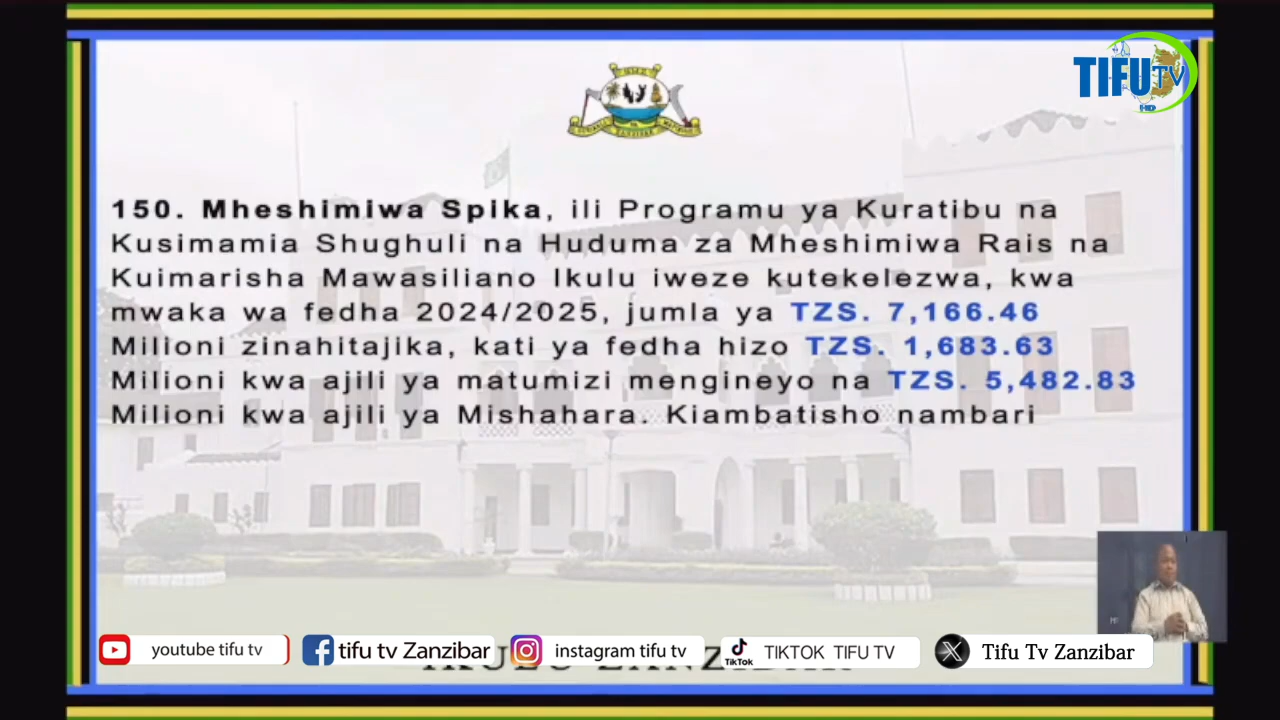 TIFU TV
HD
ZANZIBAR
150. Mheshimiwa Spika, ili Programu ya Kuratibu na
Kusimamia Shughuli na Huduma za Mheshimiwa Rais na
Kuimarisha Mawasiliano Ikulu iweze kutekelezwa, kwa
mwaka wa fedha 2024/2025, jumla ya TZS. 7,166.46
Milioni zinahitajika, kati ya fedha hizo TZS. 1,683.63
Milioni kwa ajili ya matumizi mengineyo na TZS. 5,482.83
Milioni kwa ajili ya Mishahara. Kiambatisho nambari
youtube tifu tv
tifu tv Zanzibar
instagram tifu tv
TikTok
TIKTOK TIFU TV
Tifu Tv Zanzibar